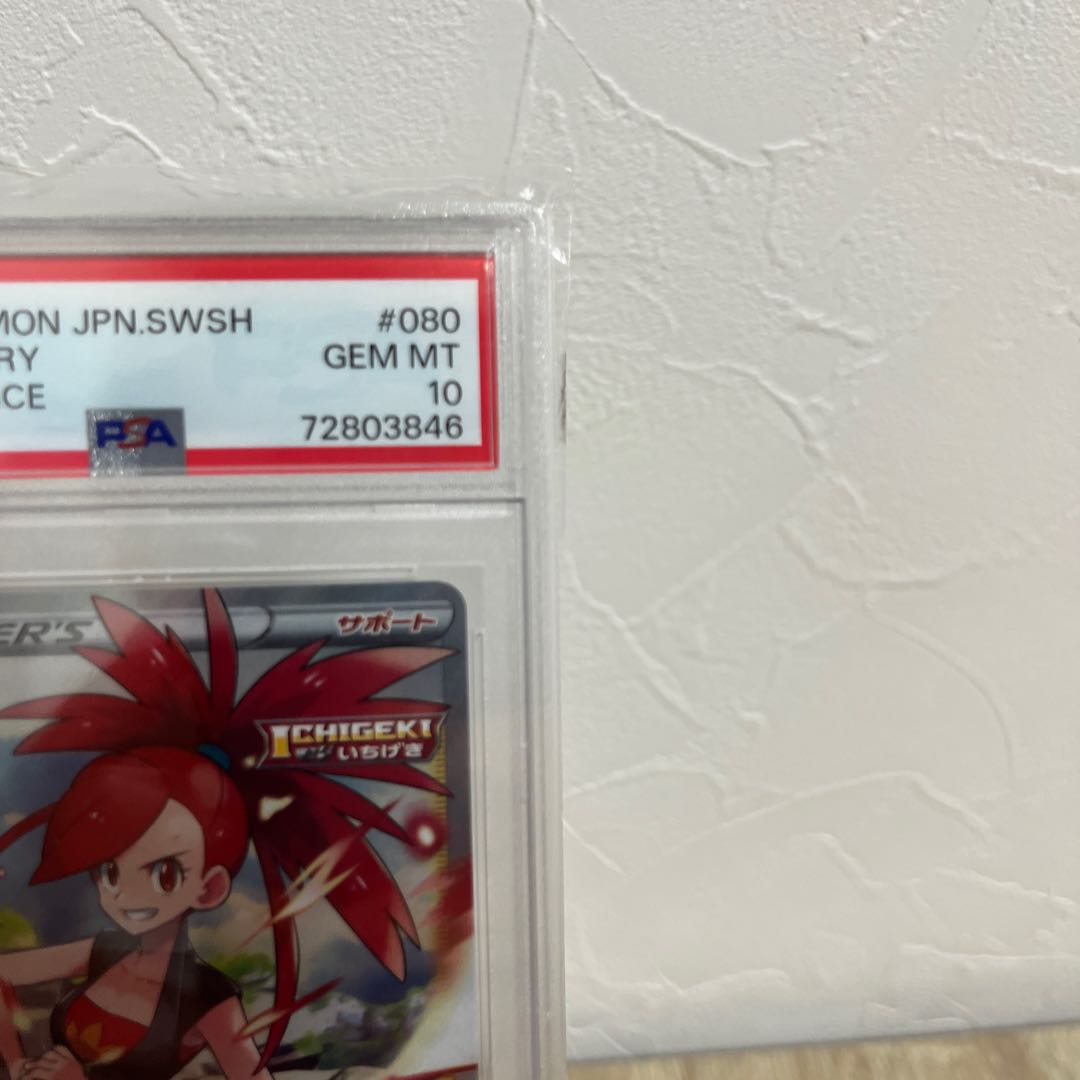 MON JPN.SWSH #080
RY GEM MT
CE 10
PSA 72803846
ER'S サポート
ICHIGEKI
いちげき